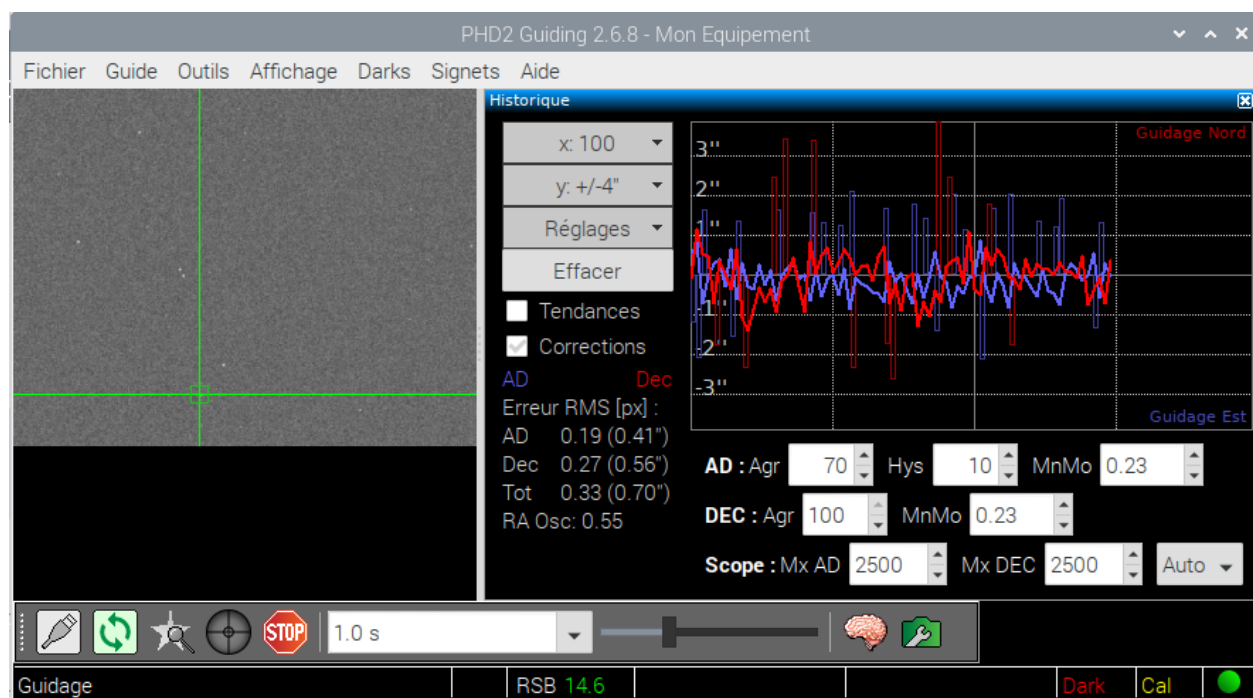 PHD2 Guiding 2.6.8 - Mon Equipement
Fichier Guide Outils Affichage Darks Signets Aide
Historique
x: 100
y: +/-4"
Réglages
Effacer
Tendances
Corrections
AD Dec
Erreur RMS [px] :
AD 0.19 (0.41")
Dec 0.27 (0.56")
Tot 0.33 (0.70")
RA Osc: 0.55
Guidage Nord
3"
2"
1"
-1"
-2"
-3"
Guidage Est
AD : Agr 70 Hys 10 MnMo 0.23
DEC : Agr 100 MnMo 0.23
Scope : Mx AD 2500 Mx DEC 2500 Auto
STOP 1.0 s
Guidage RSB 14.6 Dark Cal